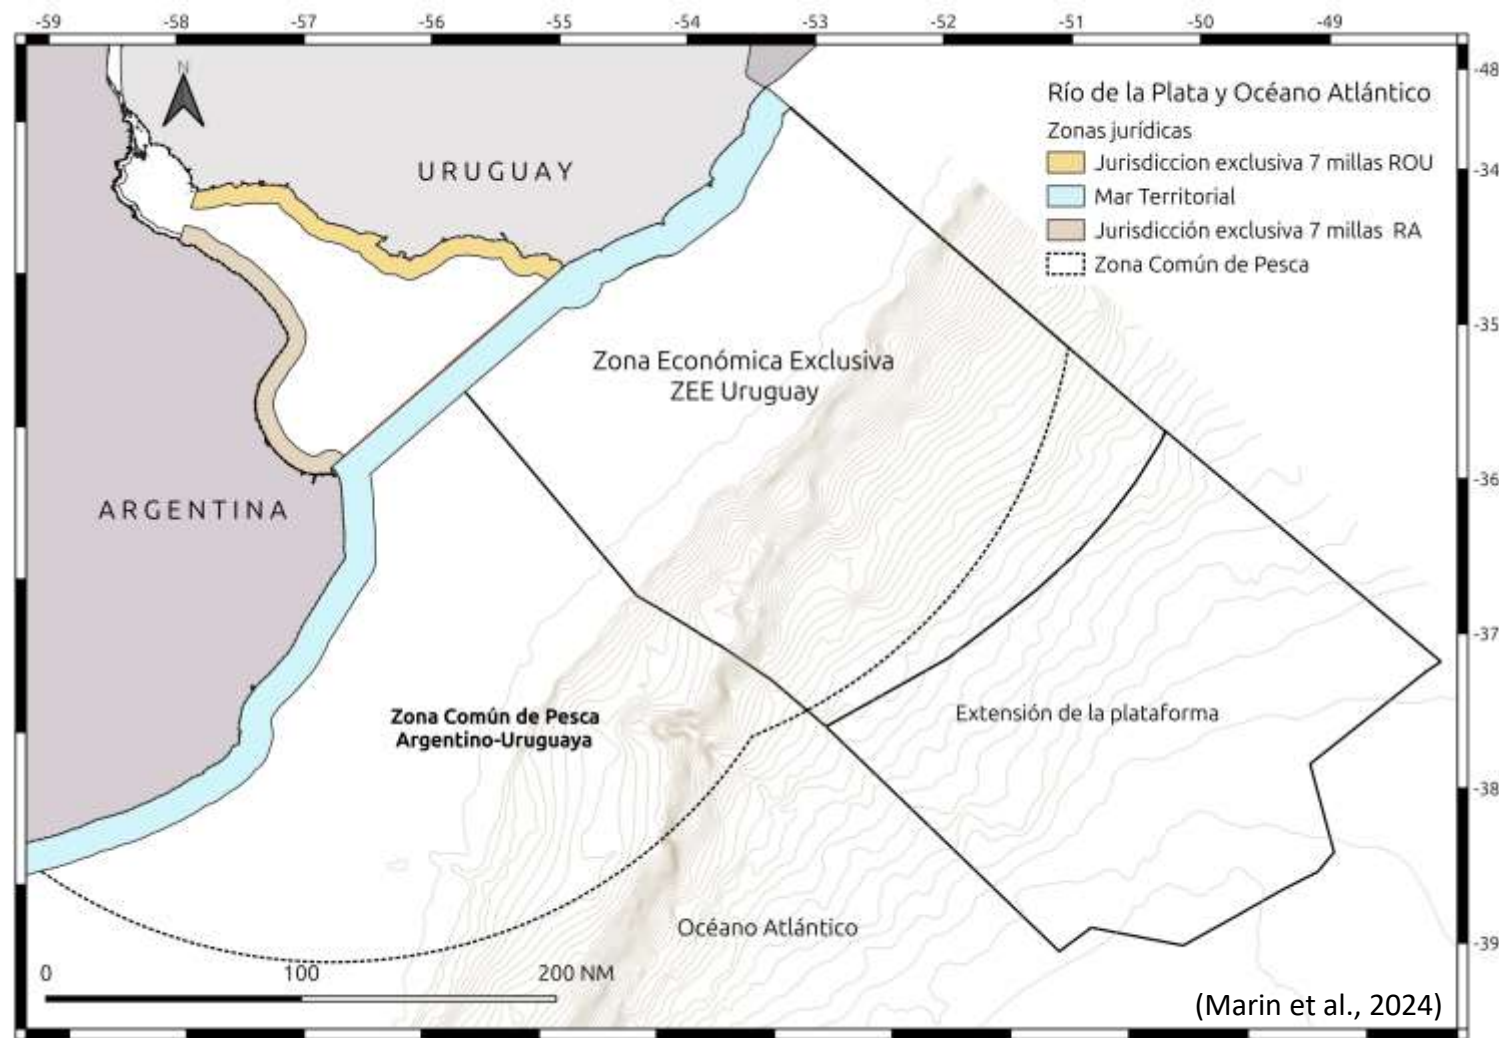 -59 -58 -57 -56 -55 -54 -53 -52 -51 -50 -49
-48
N
Río de la Plata y Océano Atlántico
Zonas jurídicas
Jurisdiccion exclusiva 7 millas ROU
Mar Territorial
Jurisdicción exclusiva 7 millas RA
Zona Común de Pesca
URUGUAY
-34
-35
Zona Económica Exclusiva
ZEE Uruguay
-36
ARGENTINA
-37
Zona Común de Pesca
Argentino-Uruguaya
Extensión de la plataforma
-38
Océano Atlántico
-39
0 100 200 NM
(Marin et al., 2024)